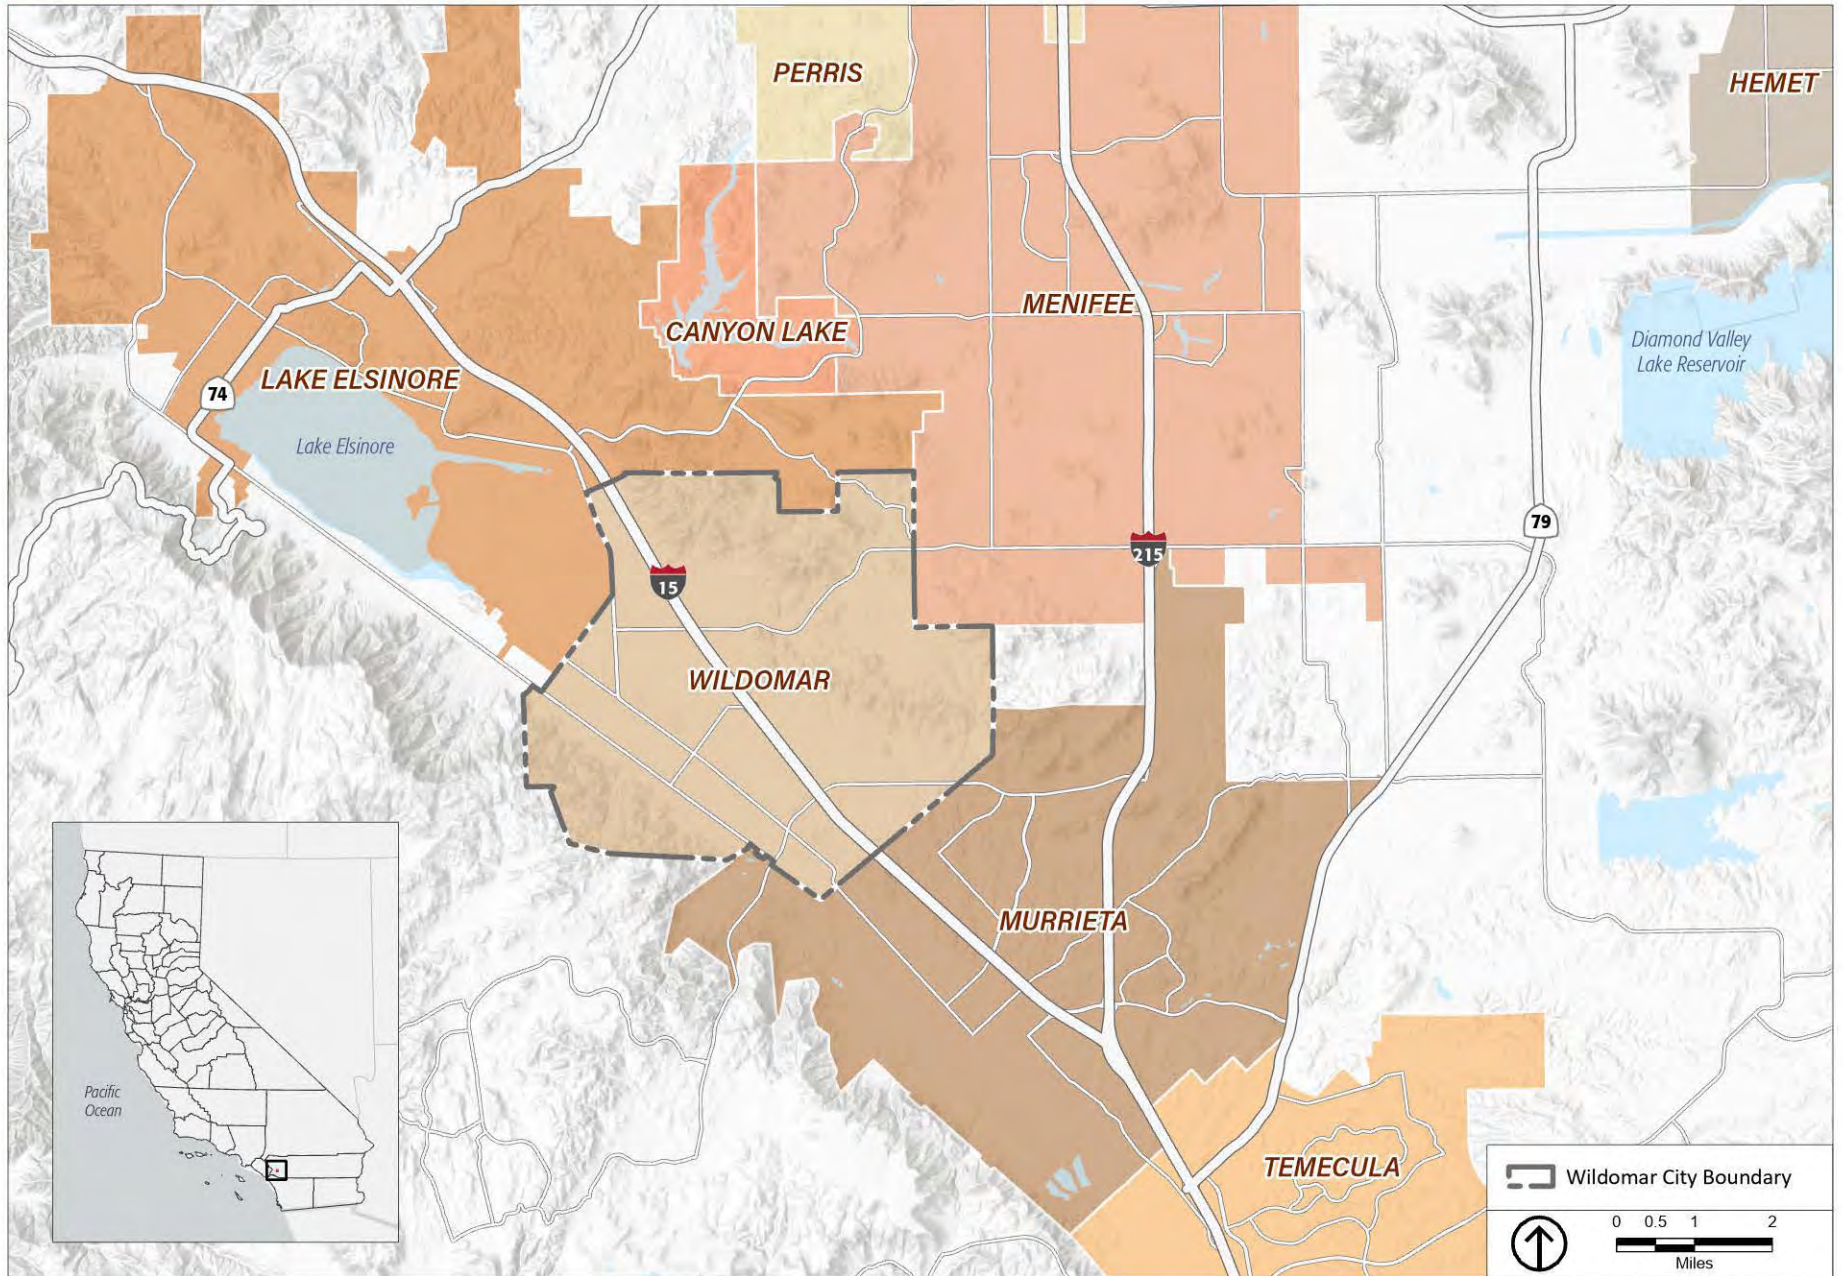 PERRIS
HEMET
MENIFEE
CANYON LAKE
Diamond Valley
Lake Reservoir
LAKE ELSINORE
74
Lake Elsinore
79
215
15
WILDOMAR
MURRIETA
Pacific
Ocean
TEMECULA
Wildomar City Boundary
0 0.5 1 2
Miles